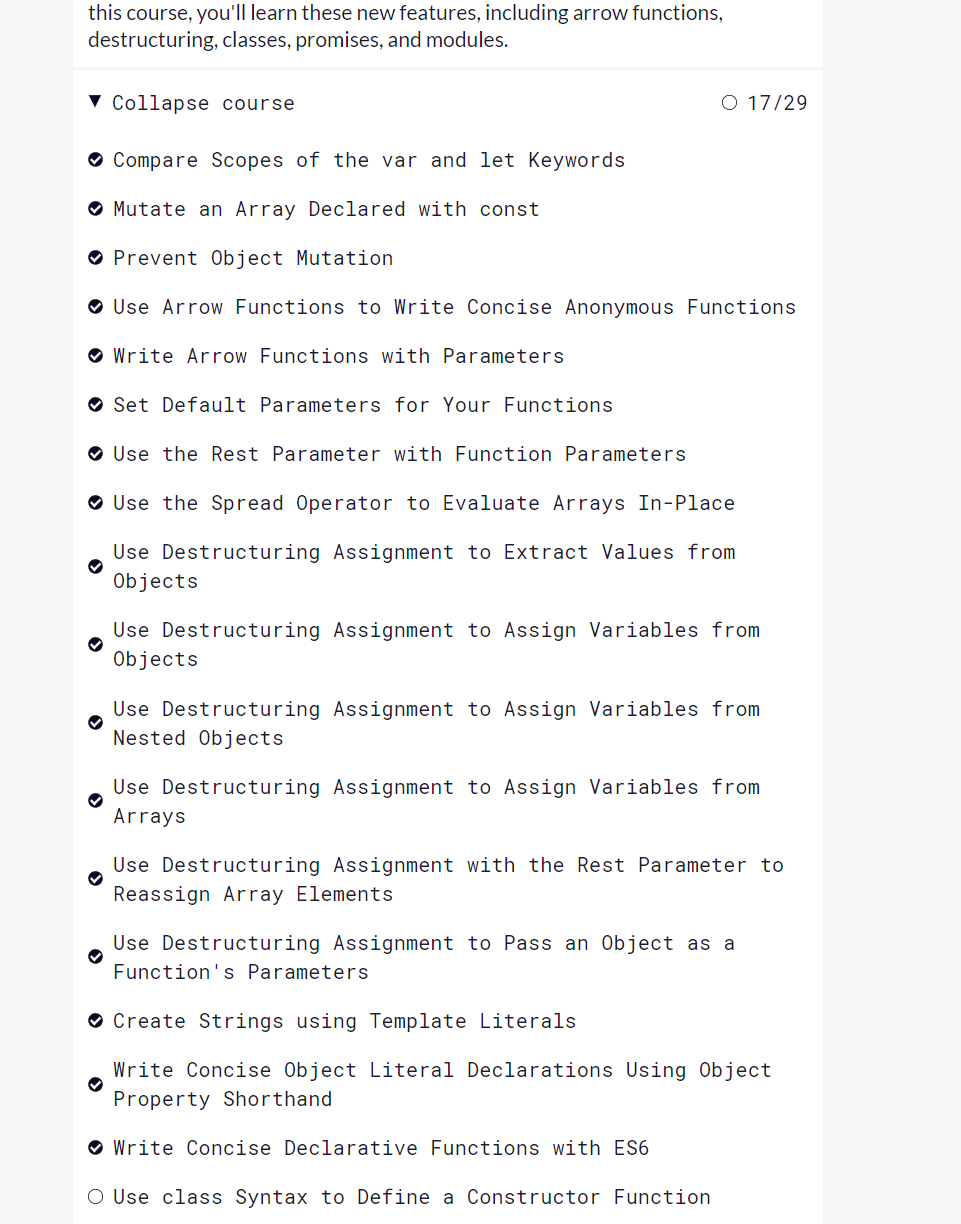 this course, you'll learn these new features, including arrow functions,
destructuring, classes, promises, and modules.
Collapse course 17/29
Compare Scopes of the var and let Keywords
Mutate an Array Declared with const
Prevent Object Mutation
Use Arrow Functions to Write Concise Anonymous Functions
Write Arrow Functions with Parameters
Set Default Parameters for Your Functions
Use the Rest Parameter with Function Parameters
Use the Spread Operator to Evaluate Arrays In-Place
Use Destructuring Assignment to Extract Values from
Objects
Use Destructuring Assignment to Assign Variables from
Objects
Use Destructuring Assignment to Assign Variables from
Nested Objects
Use Destructuring Assignment to Assign Variables from
Arrays
Use Destructuring Assignment with the Rest Parameter to
Reassign Array Elements
Use Destructuring Assignment to Pass an Object as a
Function's Parameters
Create Strings using Template Literals
Write Concise Object Literal Declarations Using Object
Property Shorthand
Write Concise Declarative Functions with ES6
Use class Syntax to Define a Constructor Function